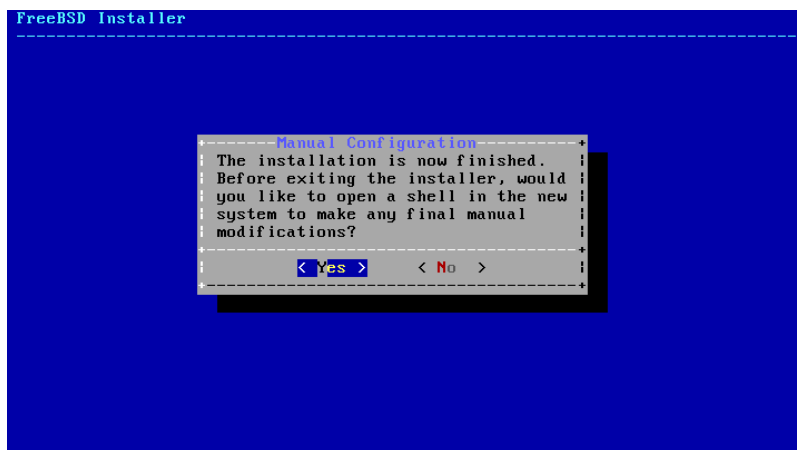 FreeBSD Installer
Manual Configuration
The installation is now finished.
Before exiting the installer, would
you like to open a shell in the new
system to make any final manual
modifications?
< Yes > < No >